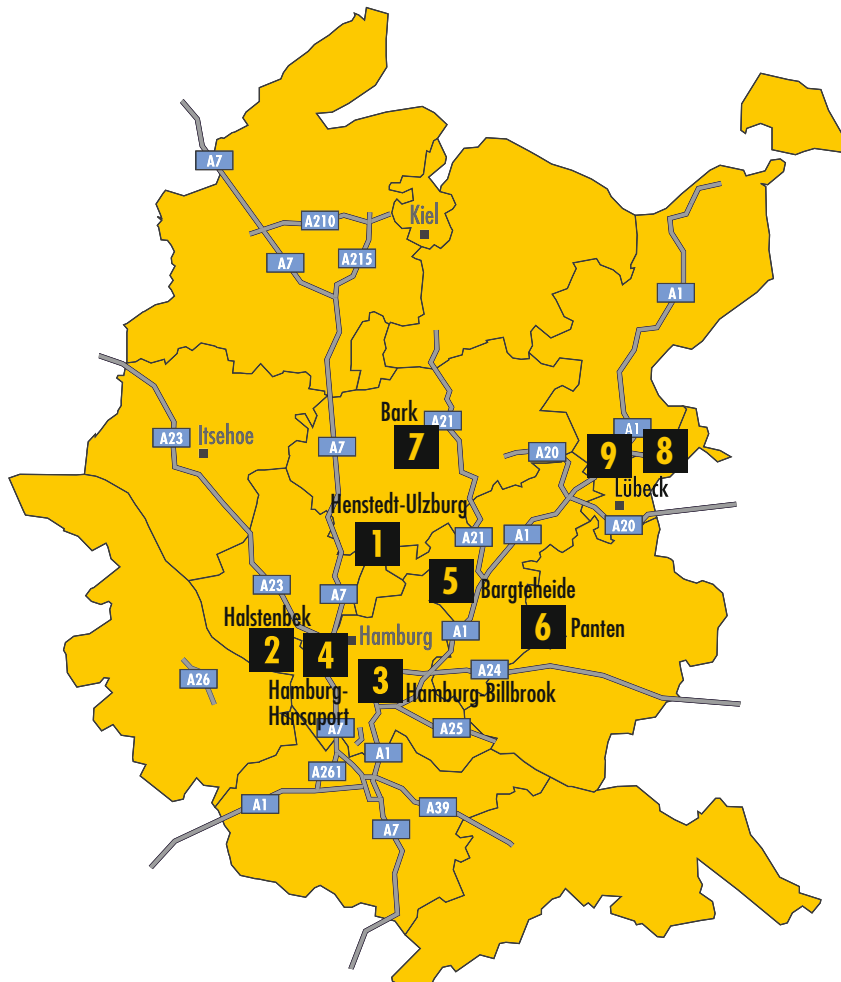 A7
Kiel
A210
A7
A215
A1
Bark
A21
7
A1
A23
Itsehoe
A7
A20
9
8
Lübeck
Henstedt-Ulzburg
A20
1
A21
A1
A23
A7
5
Bargteheide
Halstenbek
6
Panten
A1
Hamburg
2
4
A26
3
A24
Hamburg-
Hansaport
Hamburg-Billbrook
A7
A25
A1
A261
A1
A39
A7